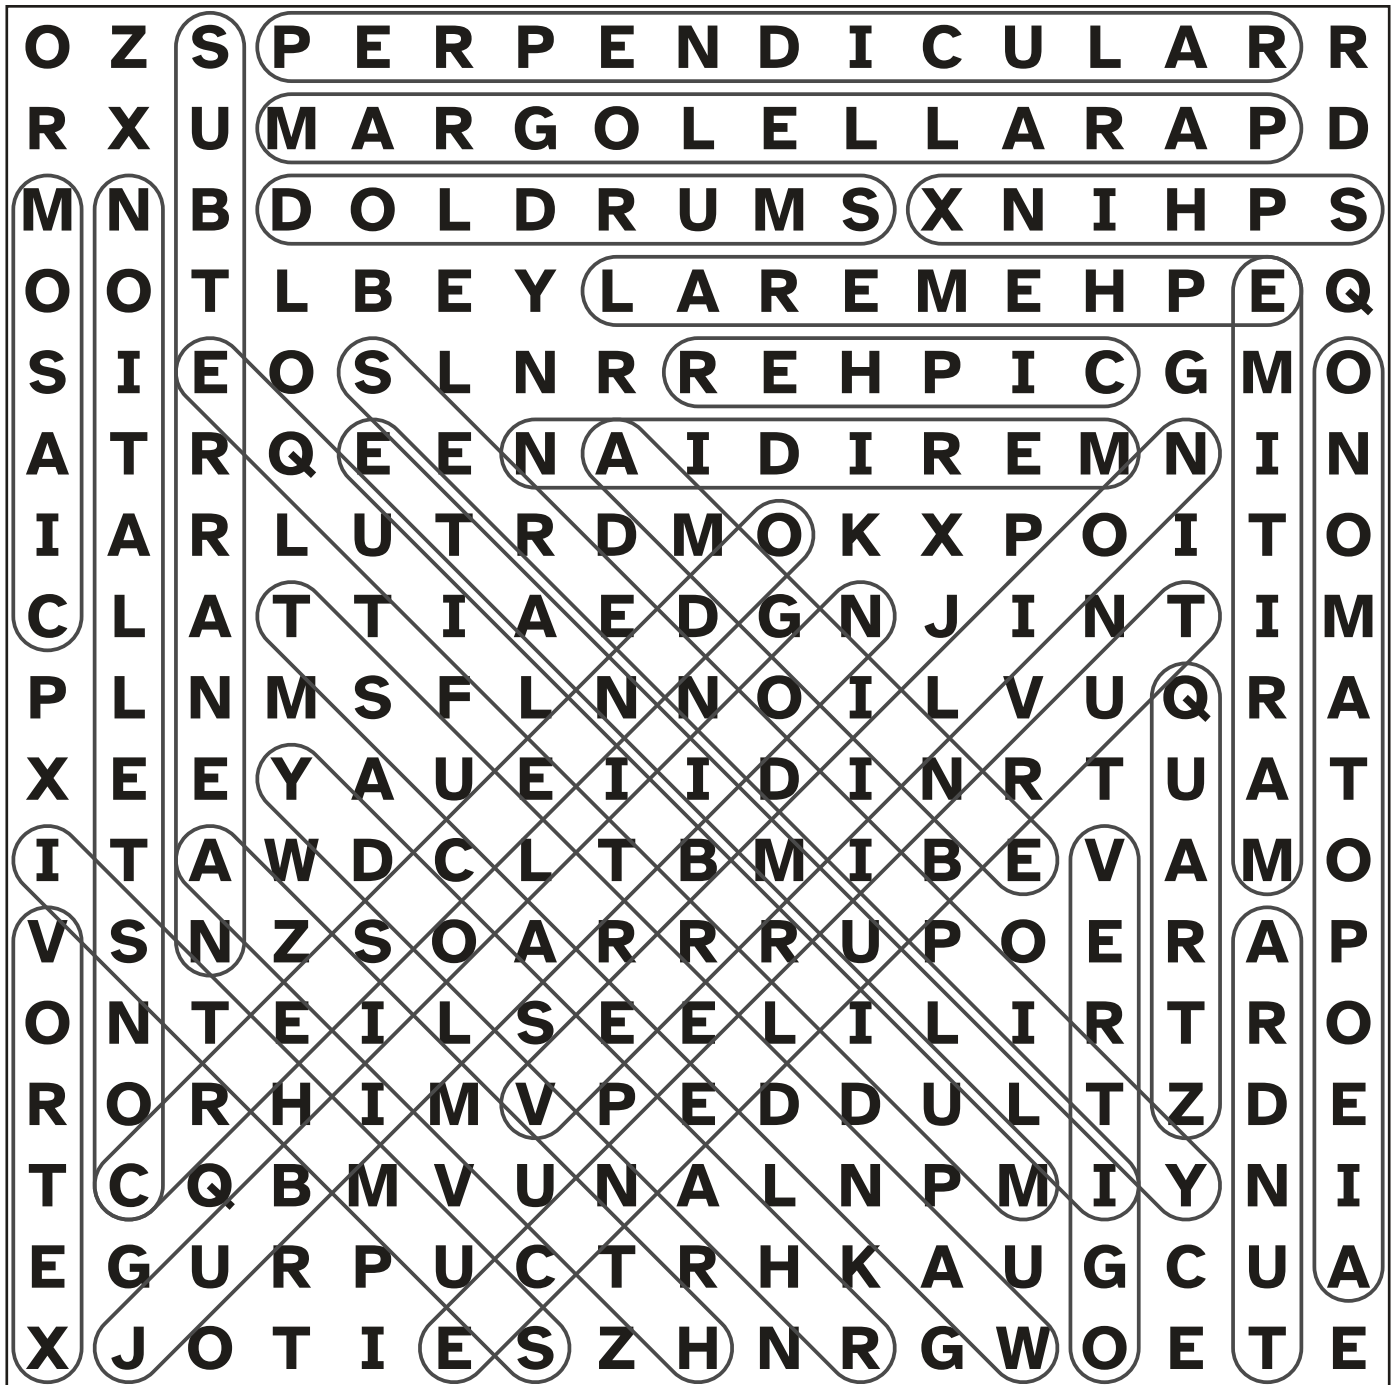 O Z S P E R P E N D I C U L A R R
R X U M A R G O L E L L A R A P D
M N B D O L D R U M S X N I H P S
O O T L B E Y L A R E M E H P E Q
S I E O S L N R R E H P I C G M O
A T R Q E E N A I D I R E M N I N
I A R L U T R D M O K X P O I T O
C L A T T I A E D G N J I N T I M
P L N M S F L N N O I L V U Q R A
X E E Y A U E I I D I N R T U A T
I T A W D C L T B M I B E V A M O
V S N Z S O A R R R U P O E R A P
O N T E I L S E E L I L I R T R O
R O R H I M V P E D D U L T Z D E
T C Q B M V U N A L N P M I Y N I
E G U R P U C T R H K A U G C U A
X J O T I E S Z H N R G W O E T E